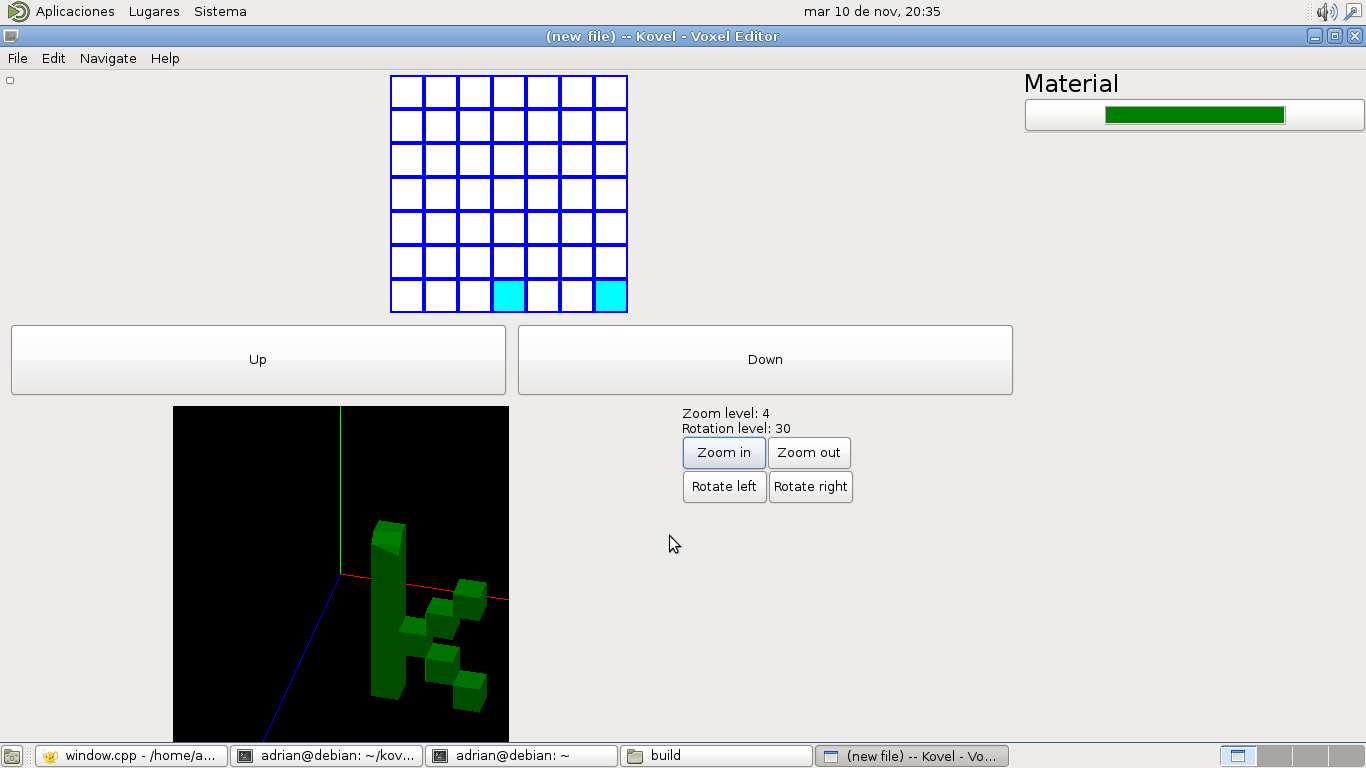 Aplicaciones Lugares Sistema mar 10 de nov, 20:35
(new file) -- Kovel - Voxel Editor
File Edit Navigate Help
Material
Up Down
Zoom level: 4
Rotation level: 30
Zoom in Zoom out
Rotate left Rotate right
window.cpp - /home/a... adrian@debian: ~/kov... adrian@debian: ~ build (new file) -- Kovel - Vo...